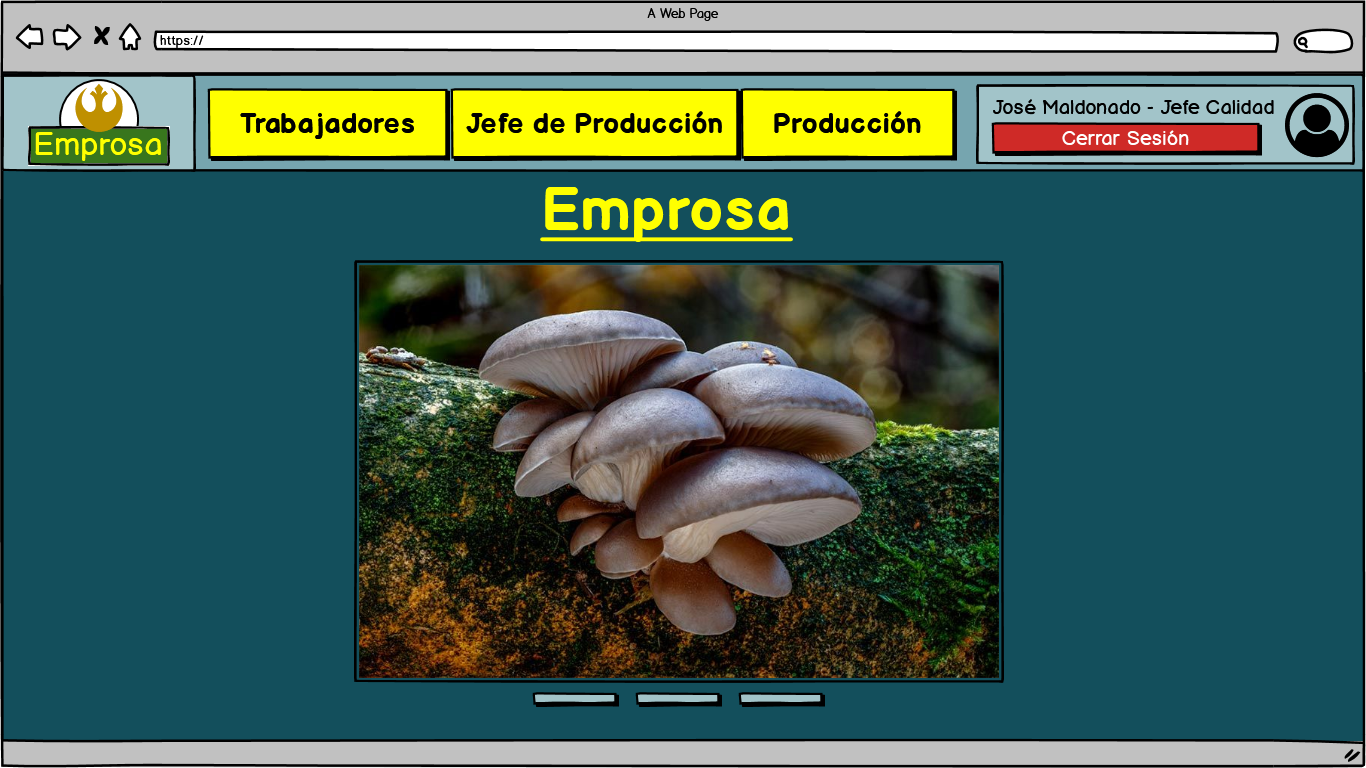 A Web Page
https://
Emprosa
Trabajadores
Jefe de Producción
Producción
José Maldonado - Jefe Calidad
Cerrar Sesión
Emprosa